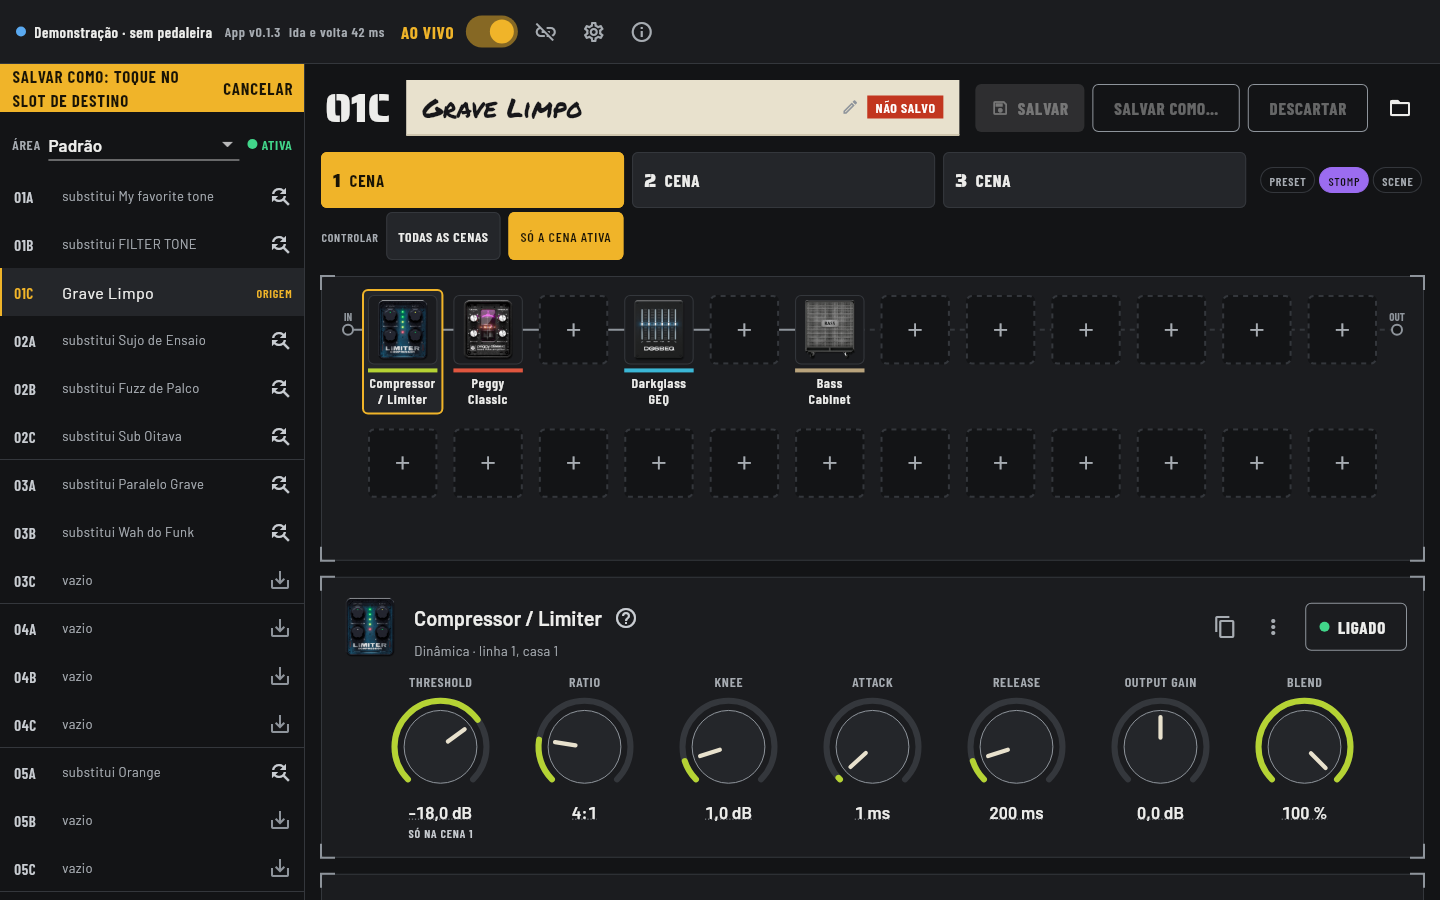 Demonstração · sem pedaleira App v0.1.3 Ida e volta 42 ms AO VIVO
SALVAR COMO: TOQUE NO
SLOT DE DESTINO
CANCELAR
ÁREA Padrão ATIVA
01A substitui My favorite tone
01B substitui FILTER TONE
01C Grave Limpo ORIGEM
02A substitui Sujo de Ensaio
02B substitui Fuzz de Palco
02C substitui Sub Oitava
03A substitui Paralelo Grave
03B substitui Wah do Funk
03C vazio
04A vazio
04B vazio
04C vazio
05A substitui Orange
05B vazio
05C vazio
01C Grave Limpo NÃO SALVO SALVAR SALVAR COMO... DESCARTAR
1 CENA 2 CENA 3 CENA PRESET STOMP SCENE
CONTROLAR TODAS AS CENAS SÓ A CENA ATIVA
IN
OUT
LIMITER
BASS
Compressor
/ Limiter
Peggy
Classic
Darkglass
GEQ
Bass
Cabinet
LIMITER
Compressor / Limiter
Dinâmica · linha 1, casa 1
LIGADO
THRESHOLD RATIO KNEE ATTACK RELEASE OUTPUT GAIN BLEND
-18,0 dB 4:1 1,0 dB 1 ms 200 ms 0,0 dB 100 %
SÓ NA CENA 1